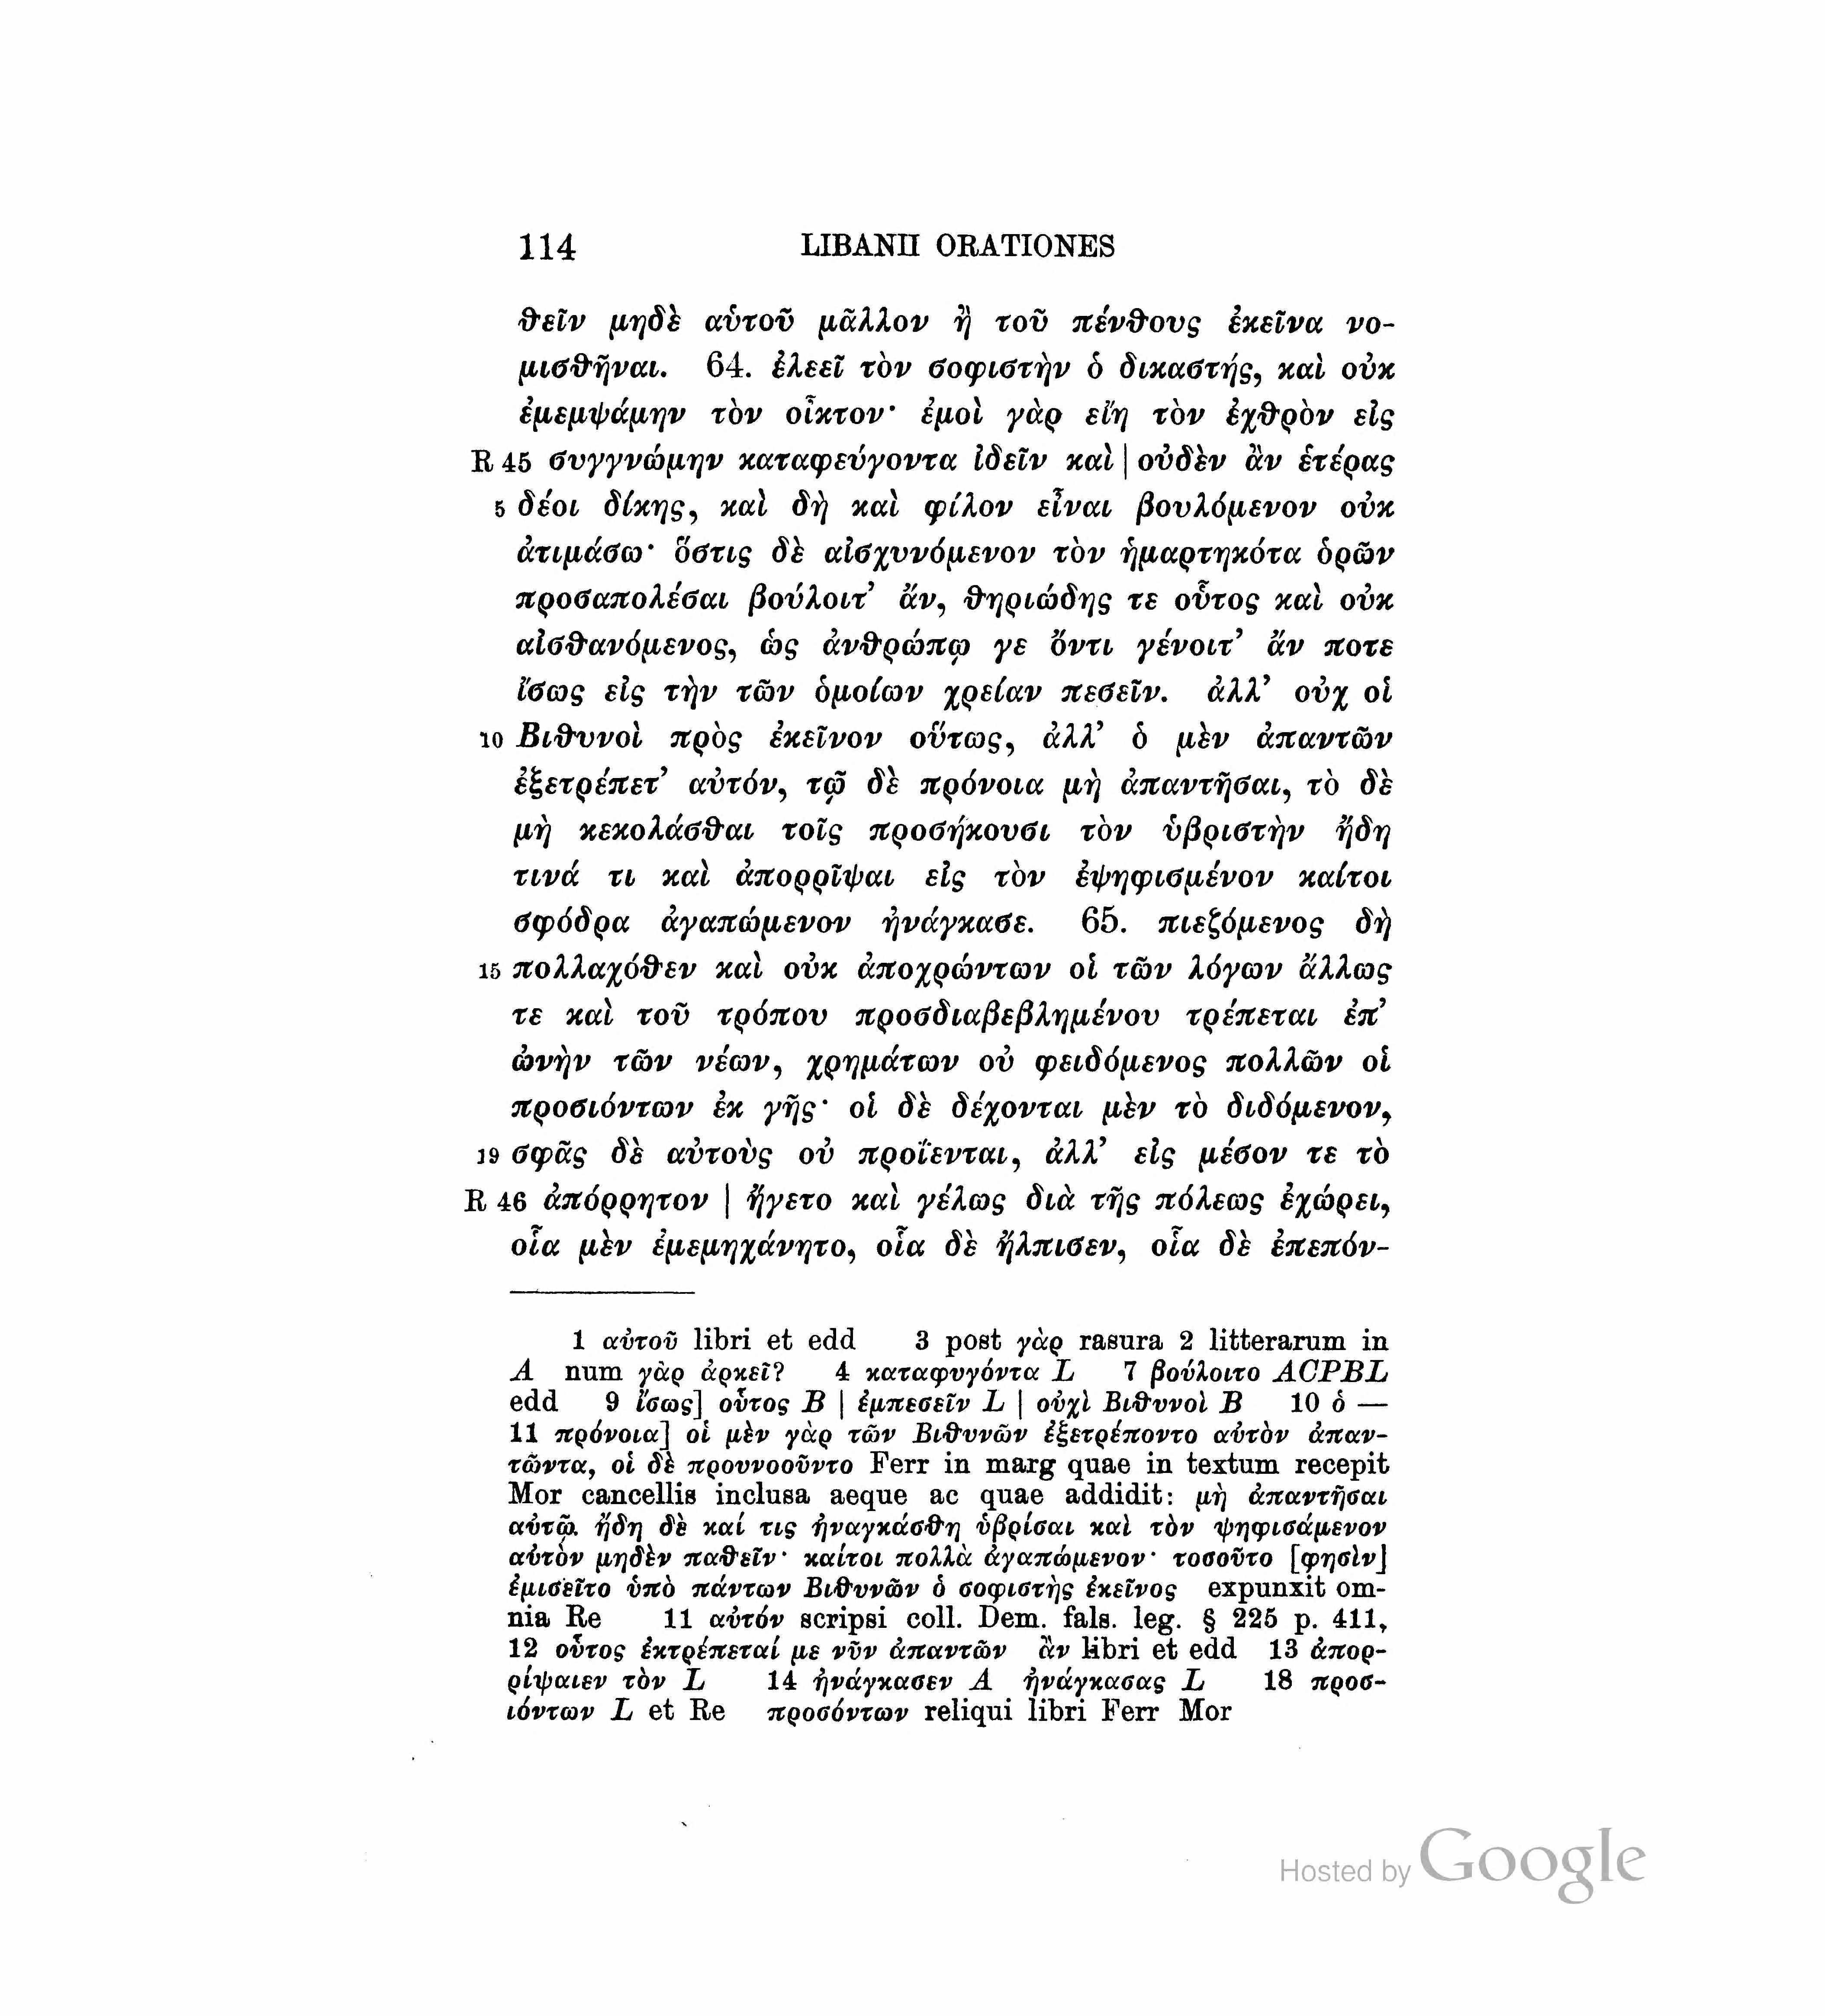 114 LIBANII ORATIONES
θεῖν μηδὲ αὑτοῦ μᾶλλον ἢ τοῦ πένθους ἐκεῖνα νο-
μισθῆναι. 64. ἐλεεῖ τὸν σοφιστὴν ὁ δικαστής, καὶ οὐκ
ἐμεμψάμην τὸν οἶκτον· ἐμοὶ γὰρ εἴη τὸν ἐχθρὸν εἰς
R 45 συγγνώμην καταφεύγοντα ἰδεῖν καὶ | οὐδὲν ἂν ἑτέρας
5 δέοι δίκης, καὶ δὴ καὶ φίλον εἶναι βουλόμενον οὐκ
ἀτιμάσω· ὅστις δὲ αἰσχυνόμενον τὸν ἡμαρτηκότα ὁρῶν
προσαπολέσαι βούλοιτ’ ἄν, θηριώδης τε οὗτος καὶ οὐκ
αἰσθανόμενος, ὡς ἀνθρώπῳ γε ὄντι γένοιτ’ ἄν ποτε
ἴσως εἰς τὴν τῶν ὁμοίων χρείαν πεσεῖν. ἀλλ’ οὐχ οἱ
10 Βιθυνοὶ πρὸς ἐκεῖνον οὕτως, ἀλλ’ ὁ μὲν ἀπαντῶν
ἐξετρέπετ’ αὐτόν, τῷ δὲ πρόνοια μὴ ἀπαντῆσαι, τὸ δὲ
μὴ κεκολάσθαι τοῖς προσήκουσι τὸν ὑβριστὴν ἤδη
τινά τι καὶ ἀπορρῖψαι εἰς τὸν ἐψηφισμένον καίτοι
σφόδρα ἀγαπώμενον ἠνάγκασε. 65. πιεζόμενος δὴ
15 πολλαχόθεν καὶ οὐκ ἀποχρώντων οἱ τῶν λόγων ἄλλως
τε καὶ τοῦ τρόπου προσδιαβεβλημένου τρέπεται ἐπ’
ὠνὴν τῶν νέων, χρημάτων οὐ φειδόμενος πολλῶν οἱ
προσιόντων ἐκ γῆς· οἱ δὲ δέχονται μὲν τὸ διδόμενον,
19 σφᾶς δὲ αὐτοὺς οὐ προΐενται, ἀλλ’ εἰς μέσον τε τὸ
R 46 ἀπόρρητον | ἤγετο καὶ γέλως διὰ τῆς πόλεως ἐχώρει,
οἷα μὲν ἐμεμηχάνητο, οἷα δὲ ἤλπισεν, οἷα δὲ ἐπεπόν-
1 αὐτοῦ libri et edd 3 post γὰρ rasura 2 litterarum in
A num γὰρ ἀρκεῖ? 4 καταφυγόντα L 7 βούλοιτο ACPBL
edd 9 ἴσως] οὗτος B | ἐμπεσεῖν L | οὐχὶ Βιθυνοὶ B 10 ὁ —
11 πρόνοια] οἱ μὲν γὰρ τῶν Βιθυνῶν ἐξετρέποντο αὐτὸν ἀπαν-
τῶντα, οἱ δὲ προυνοοῦντο Ferr in marg quae in textum recepit
Mor cancellis inclusa aeque ac quae addidit: μὴ ἀπαντῆσαι
αὐτῷ. ἤδη δὲ καί τις ἠναγκάσθη ὑβρίσαι καὶ τὸν ψηφισάμενον
αὐτὸν μηδὲν παθεῖν· καίτοι πολλὰ ἀγαπώμενον· τοσοῦτο [φησὶν]
ἐμισεῖτο ὑπὸ πάντων Βιθυνῶν ὁ σοφιστὴς ἐκεῖνος expunxit om-
nia Re 11 αὐτόν scripsi coll. Dem. fals. leg. § 225 p. 411,
12 οὗτος ἐκτρέπεταί με νῦν ἀπαντῶν ἂν libri et edd 13 ἀπορ-
ρίψαιεν τὸν L 14 ἠνάγκασεν A ἠνάγκασας L 18 προσ-
ιόντων L et Re προσόντων reliqui libri Ferr Mor
Hosted by Google